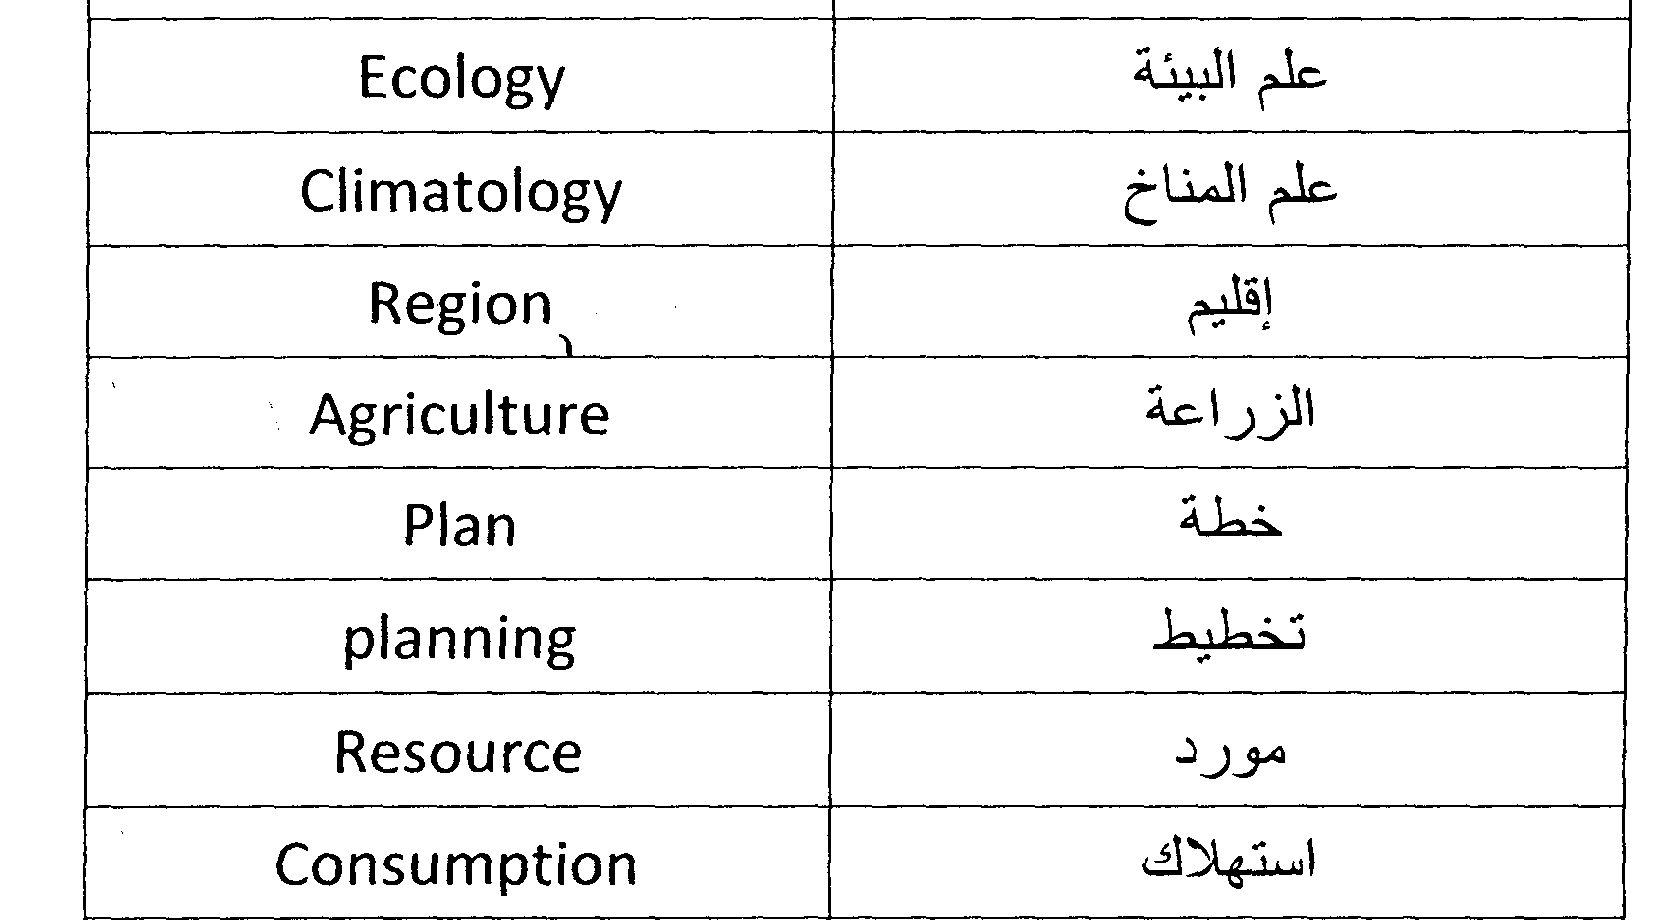 Ecology علم البيئة
Climatology علم المناخ
Region إقليم
Agriculture الزراعة
Plan خطة
planning تخطيط
Resource مورد
Consumption استهلاك